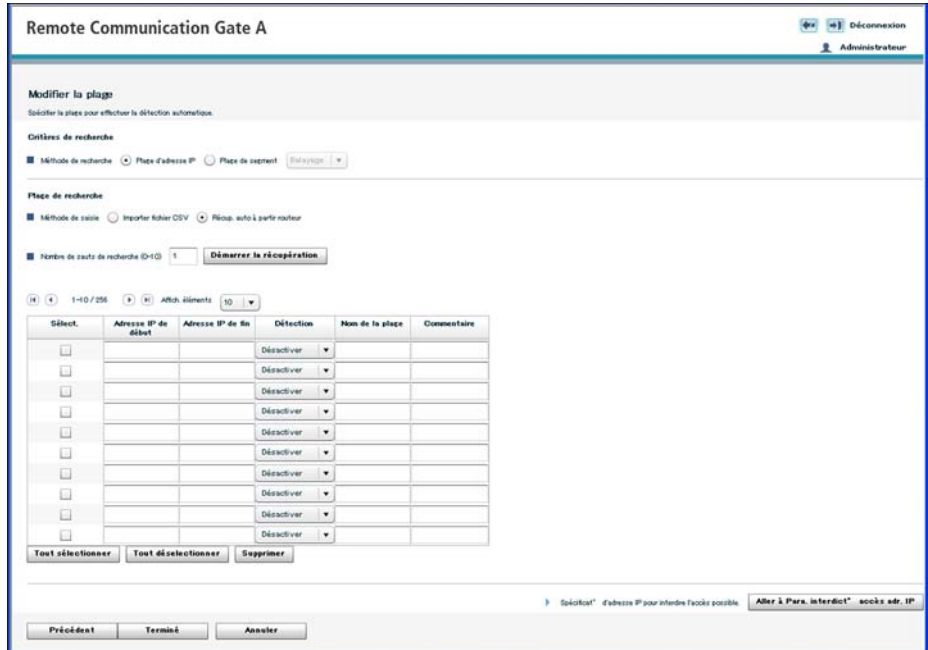 Remote Communication Gate A
Déconnexion
Administrateur
Modifier la plage
Spécifier la plage pour effectuer la détection automatique.
Critères de recherche
Méthode de recherche Plage d'adresse IP Plage de segment Balayage
Plage de recherche
Méthode de saisie Importer fichier CSV Récup. auto à partir routeur
Nombre de sauts de recherche (0-10) 1 Démarrer la récupération
1-10 / 256 Affich. éléments 10
Sélect. Adresse IP de début Adresse IP de fin Détection Nom de la plage Commentaire
Désactiver
Désactiver
Désactiver
Désactiver
Désactiver
Désactiver
Désactiver
Désactiver
Désactiver
Désactiver
Tout sélectionner Tout déselectionner Supprimer
Spécificat° d'adresse IP pour interdire l'accès possible. Aller à Para. interdict° accès adr. IP
Précédent Terminé Annuler